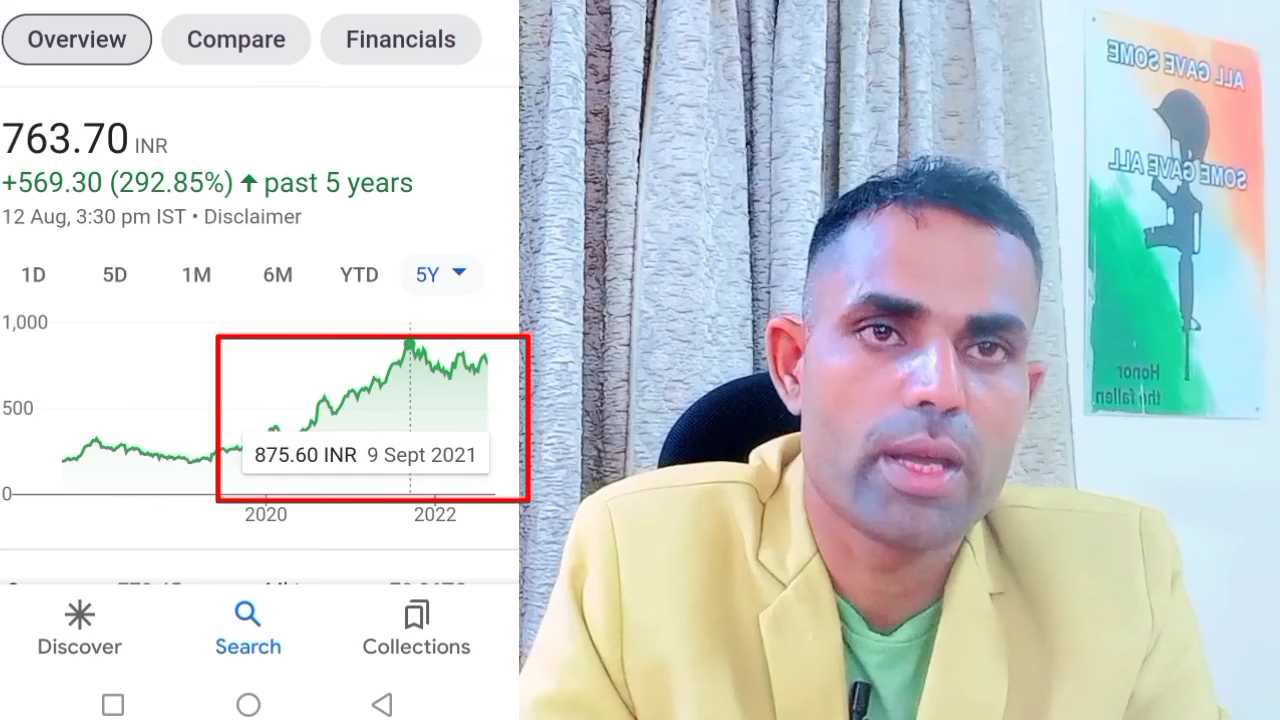 Overview Compare Financials
763.70 INR
+569.30 (292.85%) ↑ past 5 years
12 Aug, 3:30 pm IST • Disclaimer
1D 5D 1M 6M YTD 5Y
1,000
500
0
875.60 INR 9 Sept 2021
2020 2022
Discover Search Collections
ALL GAVE SOME
SOME GAVE ALL
Honor
the fallen